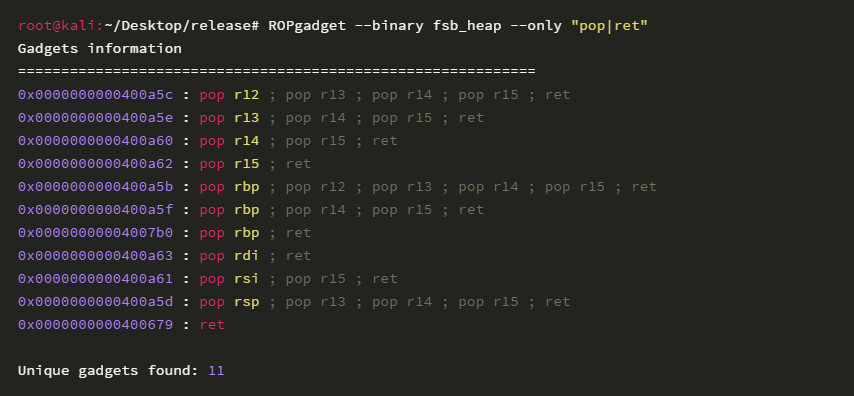 root@kali:~/Desktop/release# ROPgadget --binary fsb_heap --only "pop|ret"
Gadgets information
============================================================
0x0000000000400a5c : pop r12 ; pop r13 ; pop r14 ; pop r15 ; ret
0x0000000000400a5e : pop r13 ; pop r14 ; pop r15 ; ret
0x0000000000400a60 : pop r14 ; pop r15 ; ret
0x0000000000400a62 : pop r15 ; ret
0x0000000000400a5b : pop rbp ; pop r12 ; pop r13 ; pop r14 ; pop r15 ; ret
0x0000000000400a5f : pop rbp ; pop r14 ; pop r15 ; ret
0x00000000004007b0 : pop rbp ; ret
0x0000000000400a63 : pop rdi ; ret
0x0000000000400a61 : pop rsi ; pop r15 ; ret
0x0000000000400a5d : pop rsp ; pop r13 ; pop r14 ; pop r15 ; ret
0x0000000000400679 : ret
Unique gadgets found: 11